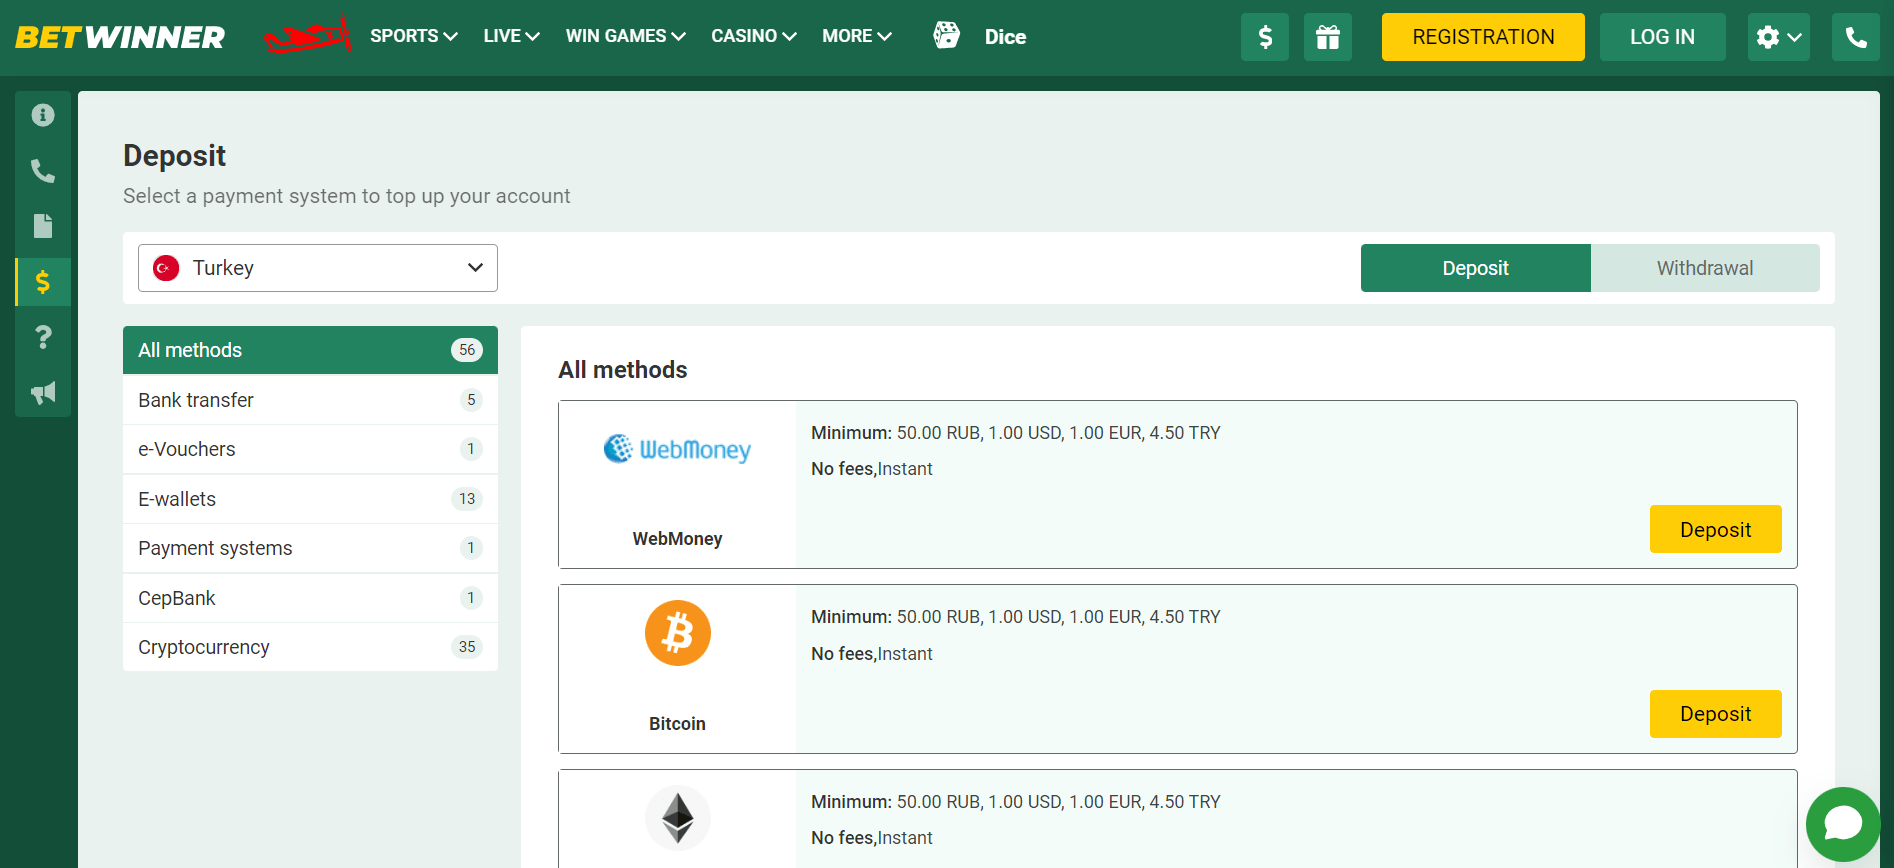 BETWINNER SPORTS LIVE WIN GAMES CASINO MORE Dice $ REGISTRATION LOG IN
Deposit
Select a payment system to top up your account
Turkey Deposit Withdrawal
$
?
All methods 56
Bank transfer 5
e-Vouchers 1
E-wallets 13
Payment systems 1
CepBank 1
Cryptocurrency 35
All methods
WebMoney
Minimum: 50.00 RUB, 1.00 USD, 1.00 EUR, 4.50 TRY
No fees,Instant
WebMoney
Deposit
Minimum: 50.00 RUB, 1.00 USD, 1.00 EUR, 4.50 TRY
No fees,Instant
Bitcoin
Deposit
Minimum: 50.00 RUB, 1.00 USD, 1.00 EUR, 4.50 TRY
No fees,Instant